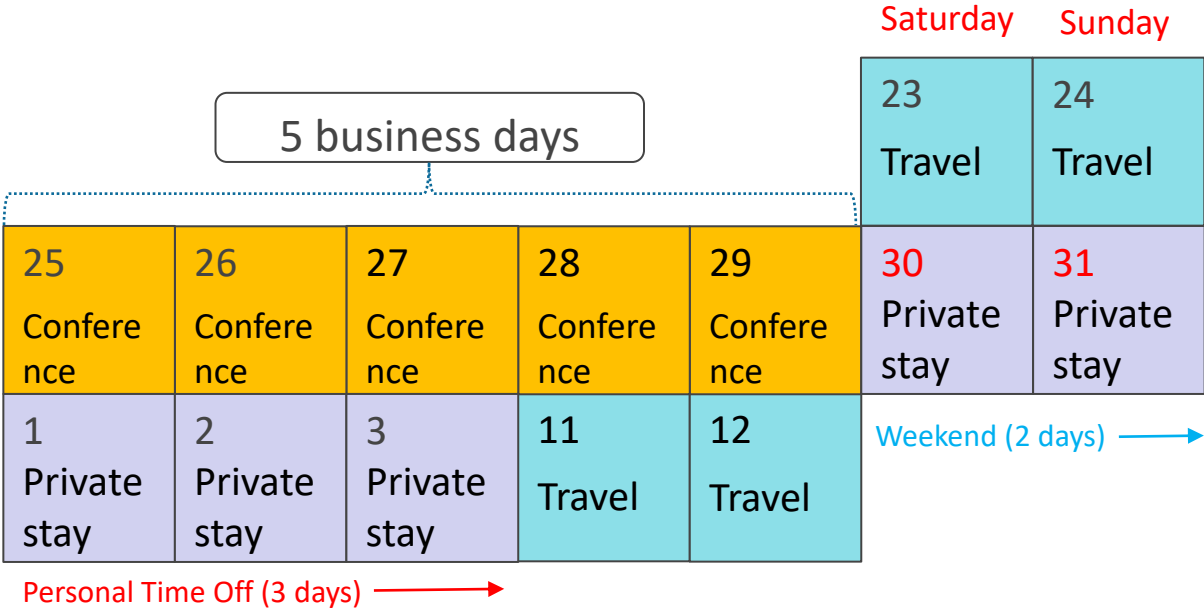 Saturday Sunday
23 24
Travel Travel
5 business days
25 26 27 28 29 30 31
Confere Confere Confere Confere Confere Private Private
nce nce nce nce nce stay stay
1 2 3 11 12
Private Private Private Travel Travel
stay stay stay
Weekend (2 days)
Personal Time Off (3 days)